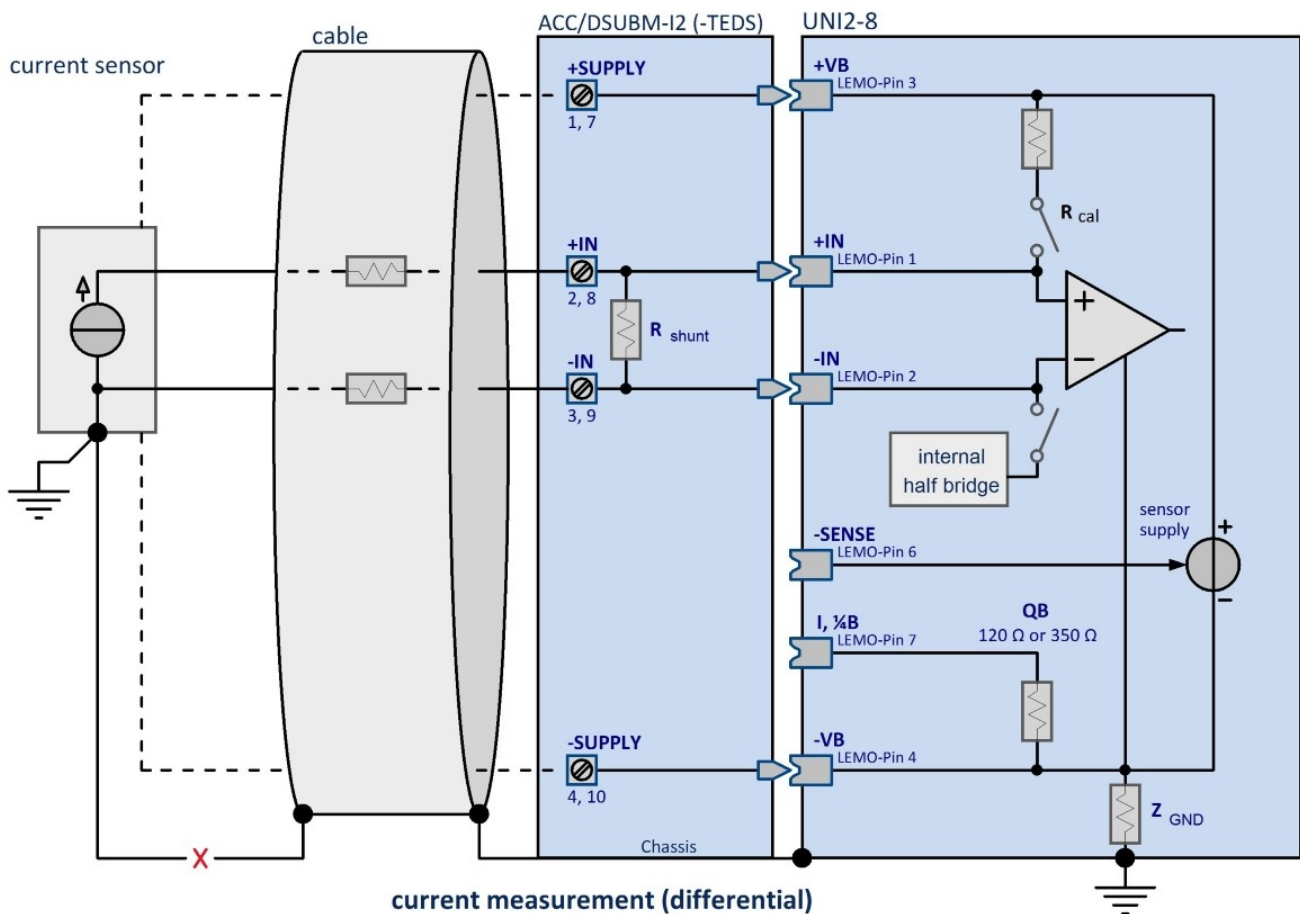 ACC/DSUBM-I2 (-TEDS)
UNI2-8
cable
current sensor
+SUPPLY
1, 7
+VB
LEMO-Pin 3
R cal
+IN
2, 8
+IN
LEMO-Pin 1
R shunt
+
-IN
3, 9
-IN
LEMO-Pin 2
−
internal
half bridge
-SENSE
LEMO-Pin 6
sensor
supply
+
−
I, ¼B
LEMO-Pin 7
QB
120 Ω or 350 Ω
-SUPPLY
4, 10
-VB
LEMO-Pin 4
Z GND
X
Chassis
current measurement (differential)